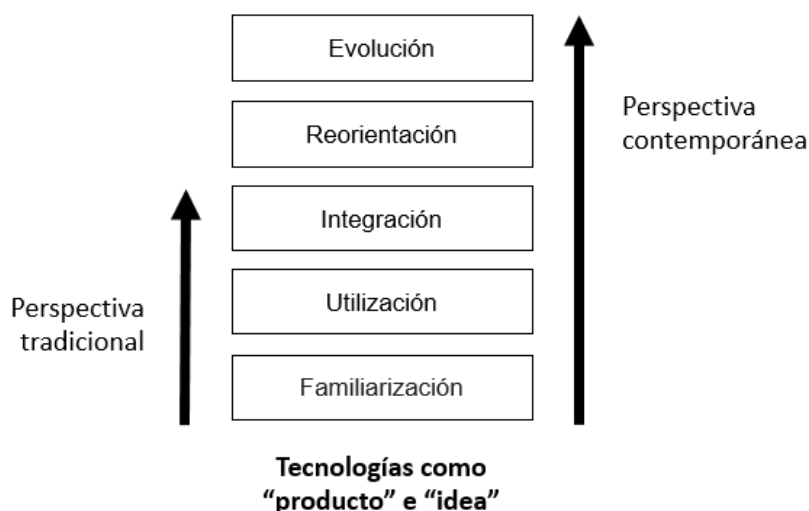 Evolución
Reorientación
Integración
Utilización
Familiarización
Perspectiva
contemporánea
Perspectiva
tradicional
Tecnologías como
“producto” e “idea”